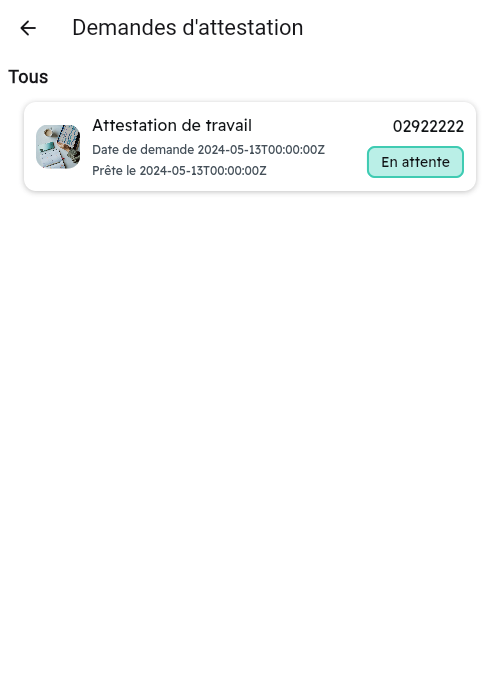 Demandes d'attestation
Tous
Attestation de travail
02922222
Date de demande 2024-05-13T00:00:00Z
En attente
Prête le 2024-05-13T00:00:00Z